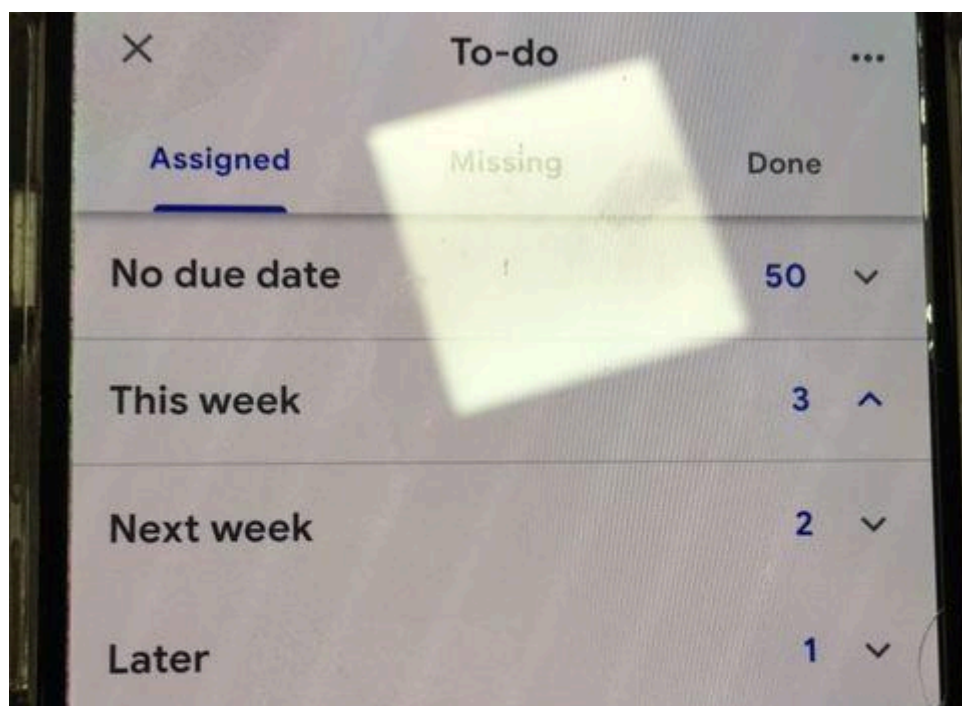 To-do
Assigned Missing Done
No due date 50
This week 3
Next week 2
Later 1